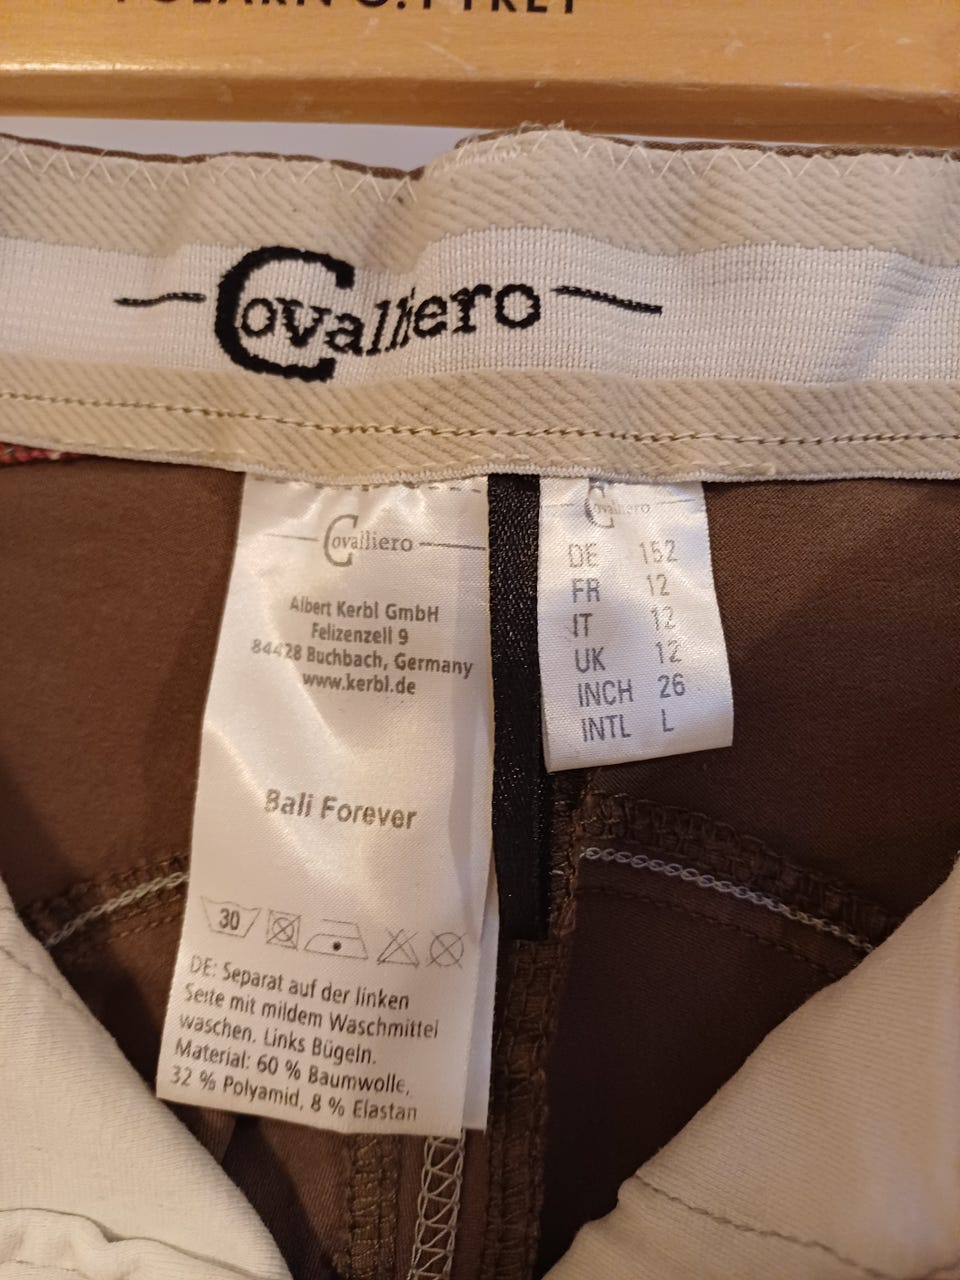 POLARN O. PYRET
Covalliero
Covalliero
Albert Kerbl GmbH
Felizenzell 9
84428 Buchbach, Germany
www.kerbl.de
Bali Forever
30
DE: Separat auf der linken
Seite mit mildem Waschmittel
waschen. Links Bügeln.
Material: 60 % Baumwolle,
32 % Polyamid, 8 % Elastan
Covalliero
DE 152
FR 12
IT 12
UK 12
INCH 26
INTL L